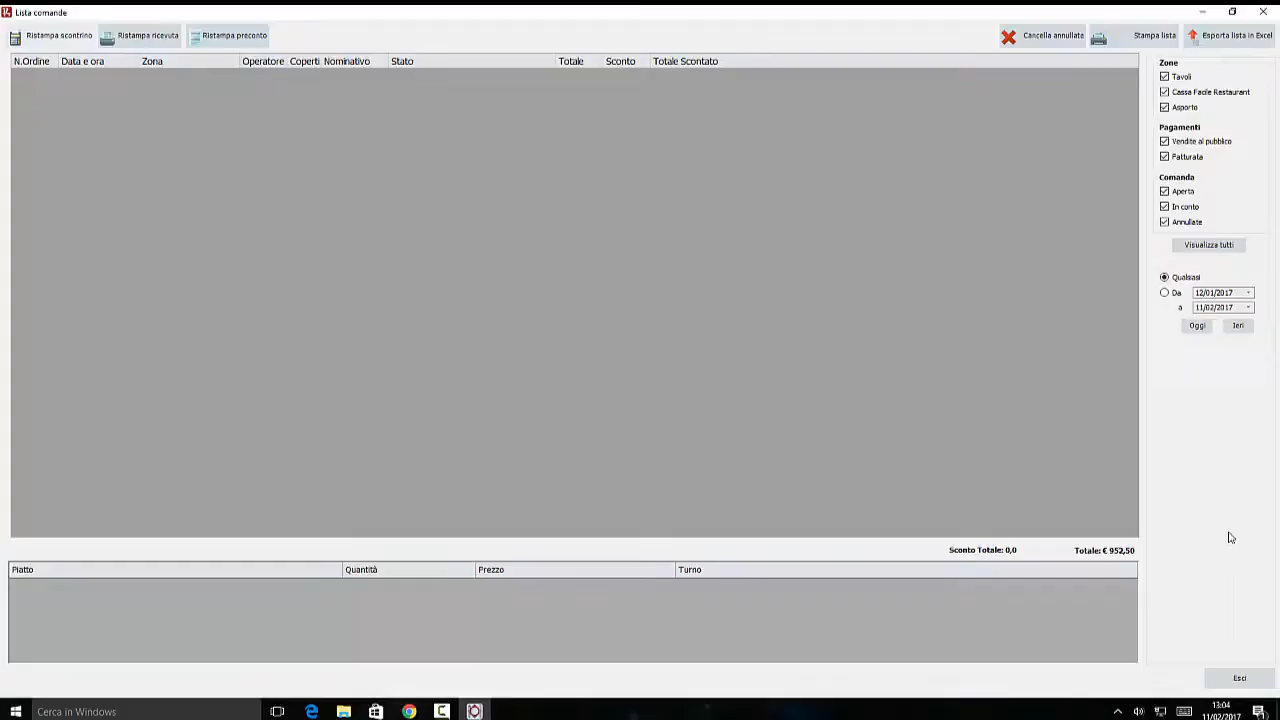 Lista comande
Ristampa scontrino Ristampa ricevuta Ristampa preconto Cancella annullate Stampa lista Esporta lista in Excel
N.Ordine Data e ora Zona Operatore Coperti Nominativo Stato Totale Sconto Totale Scontato
Zone
Tavoli
Cassa Facile Restaurant
Asporto
Pagamenti
Vendite al pubblico
Fatturata
Comanda
Aperta
In conto
Annullate
Visualizza tutti
Qualsiasi
Da 12/01/2017
a 11/02/2017
Oggi Ieri
Sconto Totale: 0,0 Totale: € 952,50
Piatto Quantità Prezzo Turno
Esci
Cerca in Windows
13:04
11/02/2017